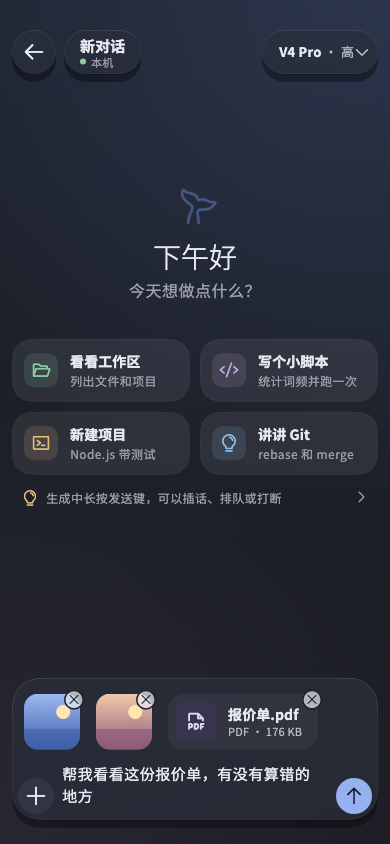 新对话
本机
V4 Pro · 高
下午好
今天想做点什么？
看看工作区
列出文件和项目
写个小脚本
统计词频并跑一次
新建项目
Node.js 带测试
讲讲 Git
rebase 和 merge
生成中长按发送键，可以插话、排队或打断
PDF
报价单.pdf
PDF · 176 KB
帮我看看这份报价单，有没有算错的
地方